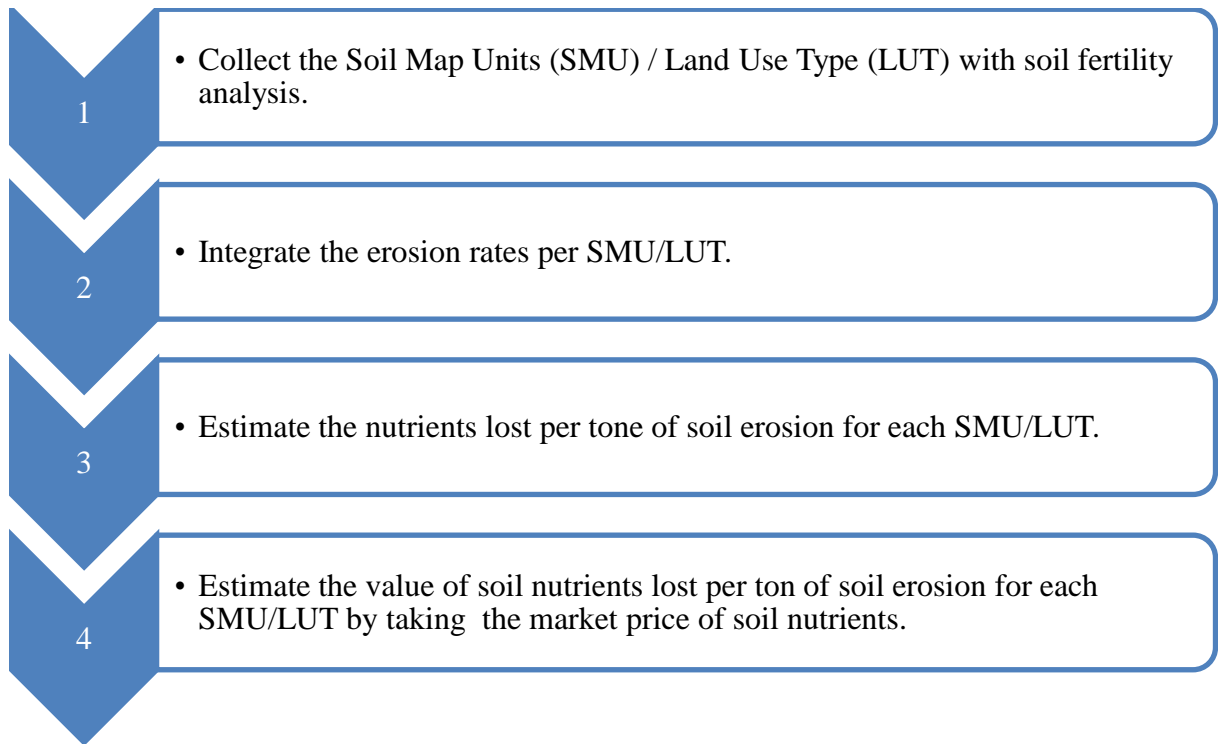 1
• Collect the Soil Map Units (SMU) / Land Use Type (LUT) with soil fertility
analysis.
2
• Integrate the erosion rates per SMU/LUT.
3
• Estimate the nutrients lost per tone of soil erosion for each SMU/LUT.
4
• Estimate the value of soil nutrients lost per ton of soil erosion for each
SMU/LUT by taking  the market price of soil nutrients.